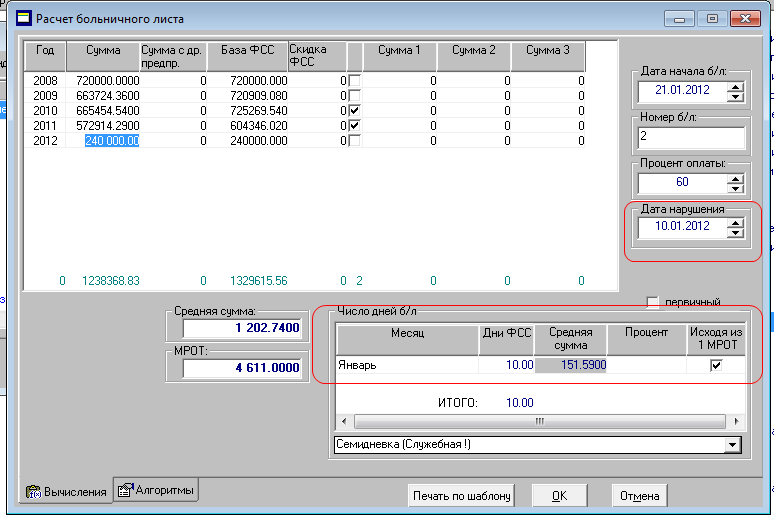 Расчет больничного листа
Год Сумма Сумма с др. предпр. База ФСС Скидка ФСС Сумма 1 Сумма 2 Сумма 3
2008 720000.0000 0 720000.000 0 0 0 0
2009 663724.3600 0 720909.080 0 0 0 0
2010 665454.5400 0 725269.540 0 0 0 0
2011 572914.2900 0 604346.020 0 0 0 0
2012 240 000.00 0 240000.000 0 0 0 0
0 1238368.83 0 1329615.56 0 2 0 0 0
Дата начала б/л:
21.01.2012
Номер б/л:
2
Процент оплаты:
60
Дата нарушения
10.01.2012
первичный
Средняя сумма:
1 202.7400
МРОТ:
4 611.0000
Число дней б/л
Месяц Дни ФСС Средняя сумма Процент Исходя из 1 МРОТ
Январь 10.00 151.5900
ИТОГО: 10.00
Семидневка (Служебная !)
Вычисления Алгоритмы
Печать по шаблону OK Отмена